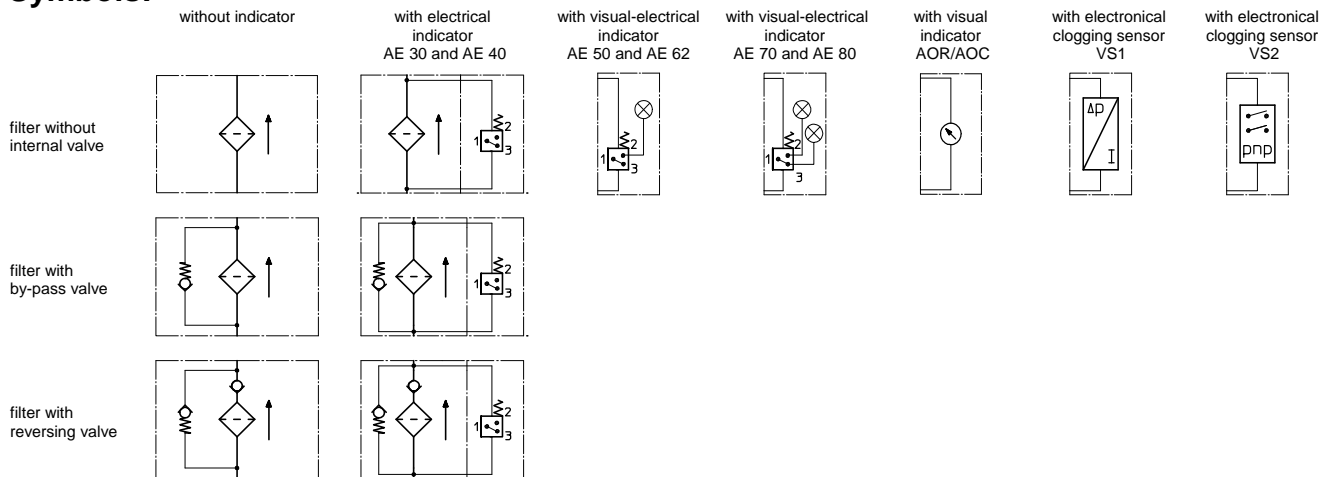 without indicator
with electrical
indicator
AE 30 and AE 40
with visual-electrical
indicator
AE 50 and AE 62
with visual-electrical
indicator
AE 70 and AE 80
with visual
indicator
AOR/AOC
with electronical
clogging sensor
VS1
with electronical
clogging sensor
VS2
filter without
internal valve
1 2 3
1 2 3
1 2 3
Δp
I
pnp
filter with
by-pass valve
1 2 3
filter with
reversing valve
1 2 3